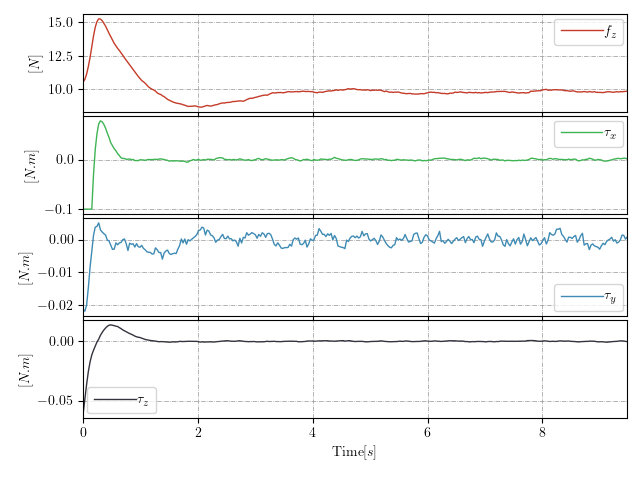 15.0
12.5
10.0
[N]
f_z
0.0
−0.1
[N.m]
τ_x
0.00
−0.01
−0.02
[N.m]
τ_y
0.00
−0.05
[N.m]
τ_z
0 2 4 6 8
Time[s]